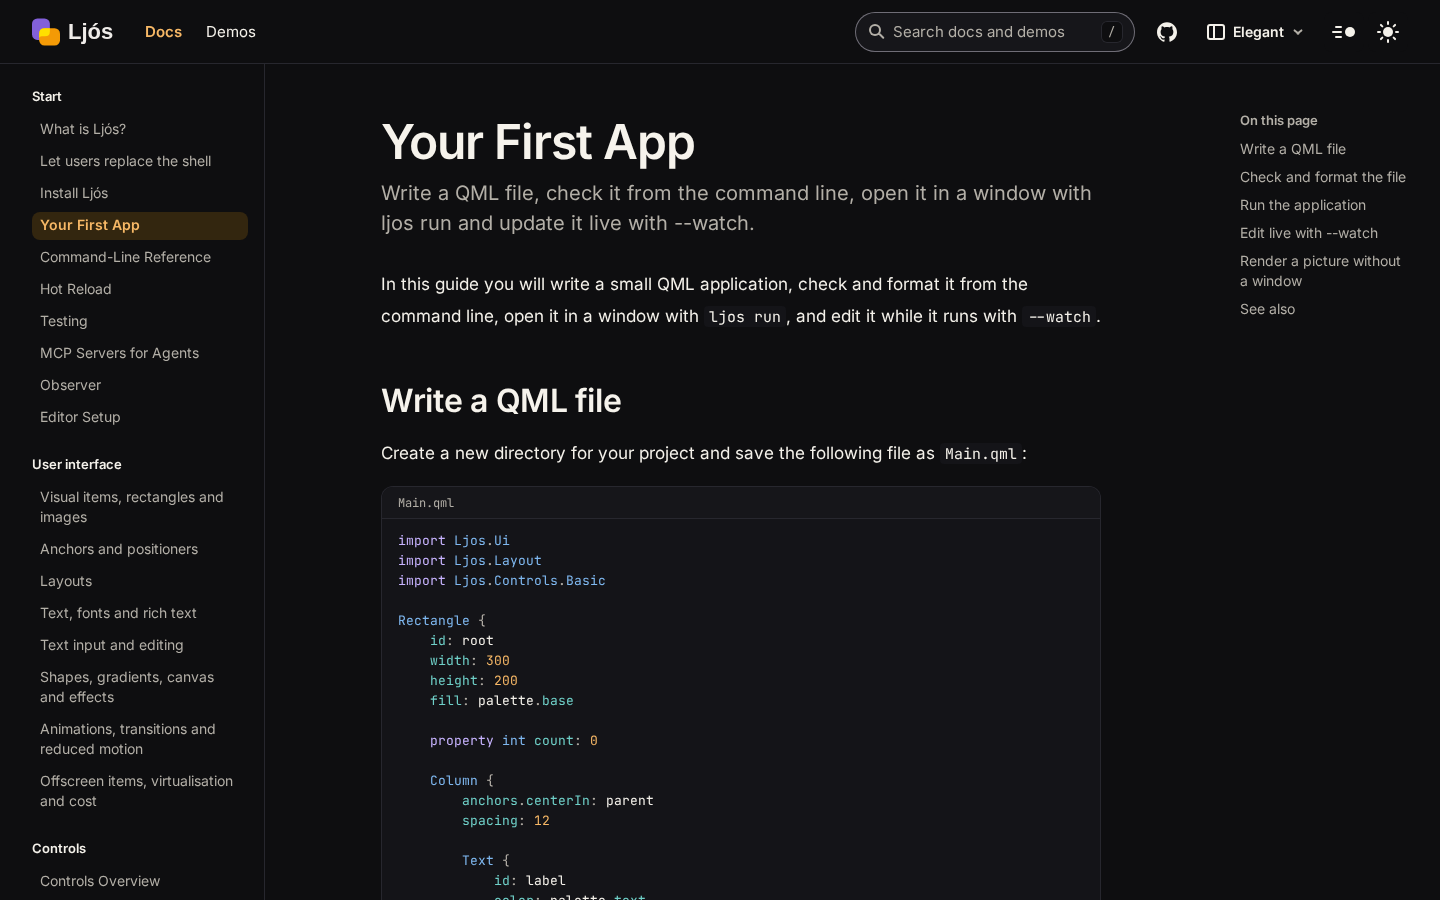 Ljós
Docs
Demos
Search docs and demos
/
Elegant
Start
What is Ljós?
Let users replace the shell
Install Ljós
Your First App
Command-Line Reference
Hot Reload
Testing
MCP Servers for Agents
Observer
Editor Setup
User interface
Visual items, rectangles and
images
Anchors and positioners
Layouts
Text, fonts and rich text
Text input and editing
Shapes, gradients, canvas
and effects
Animations, transitions and
reduced motion
Offscreen items, virtualisation
and cost
Controls
Controls Overview
Your First App
Write a QML file, check it from the command line, open it in a window with
ljos run and update it live with --watch.
In this guide you will write a small QML application, check and format it from the
command line, open it in a window with ljos run, and edit it while it runs with --watch.
Write a QML file
Create a new directory for your project and save the following file as Main.qml:
Main.qml
import Ljos.Ui
import Ljos.Layout
import Ljos.Controls.Basic
Rectangle {
    id: root
    width: 300
    height: 200
    fill: palette.base
    property int count: 0
    Column {
        anchors.centerIn: parent
        spacing: 12
        Text {
            id: label
            color: palette.text
On this page
Write a QML file
Check and format the file
Run the application
Edit live with --watch
Render a picture without
a window
See also